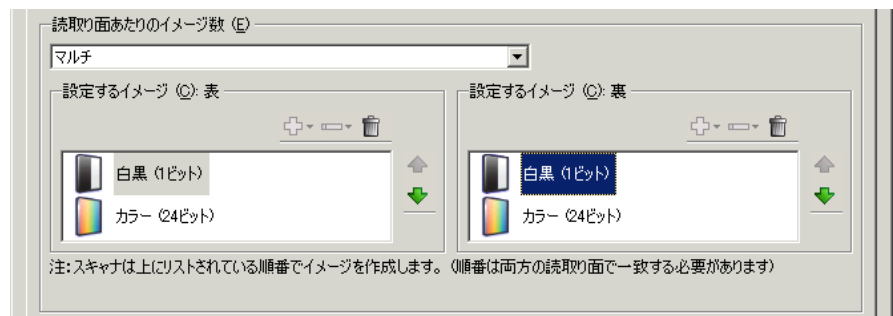 読取り面あたりのイメージ数 (E)
マルチ
設定するイメージ (C): 表
白黒 (1ビット)
カラー (24ビット)
設定するイメージ (C): 裏
白黒 (1ビット)
カラー (24ビット)
注: スキャナは上にリストされている順番でイメージを作成します。 (順番は両方の読取り面で一致する必要があります)